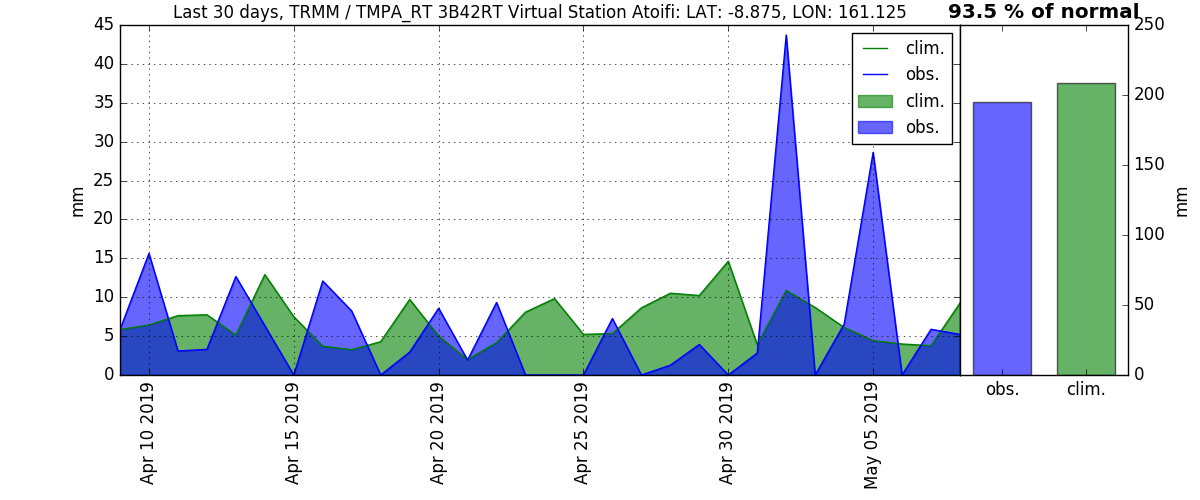 Last 30 days, TRMM / TMPA_RT 3B42RT Virtual Station Atoifi: LAT: -8.875, LON: 161.125
93.5 % of normal
45
40
35
30
25
20
15
10
5
0
mm
clim.
obs.
clim.
obs.
250
200
150
100
50
0
mm
obs.
clim.
Apr 10 2019
Apr 15 2019
Apr 20 2019
Apr 25 2019
Apr 30 2019
May 05 2019